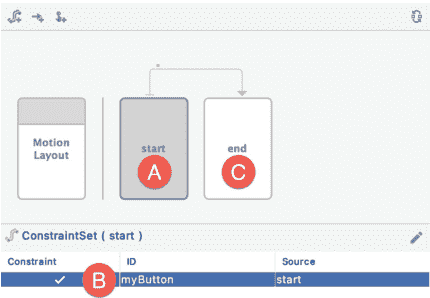 Motion
Layout
start
A
end
C
ConstraintSet ( start )
Constraint ID Source
B myButton start